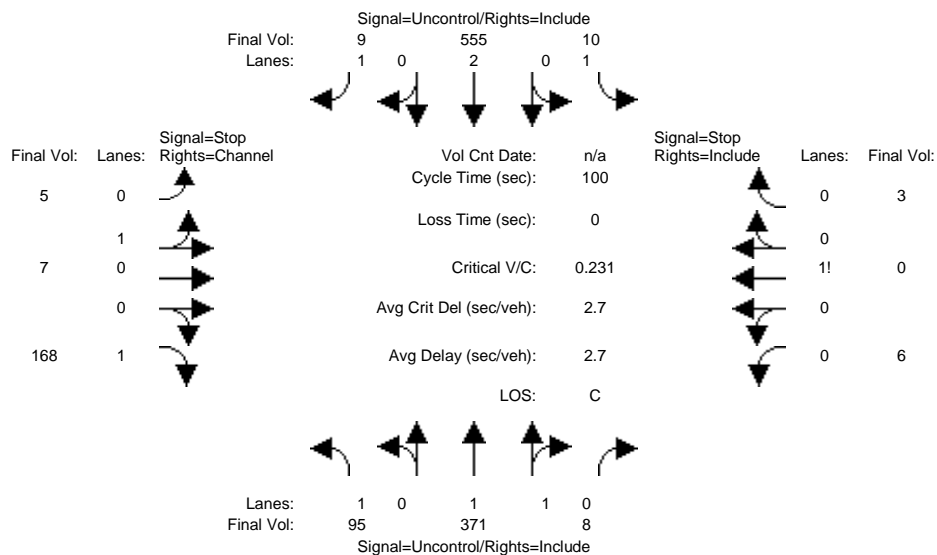 Signal=Uncontrol/Rights=Include
Final Vol: 9 555 10
Lanes: 1 0 2 0 1
Signal=Stop Signal=Stop
Final Vol: Lanes: Rights=Channel Vol Cnt Date: n/a Rights=Include Lanes: Final Vol:
Cycle Time (sec): 100
5 0 0 3
Loss Time (sec): 0
1 0
7 0 Critical V/C: 0.231 1! 0
0 Avg Crit Del (sec/veh): 2.7 0
168 1 Avg Delay (sec/veh): 2.7 0 6
LOS: C
Lanes: 1 0 1 1 0
Final Vol: 95 371 8
Signal=Uncontrol/Rights=Include